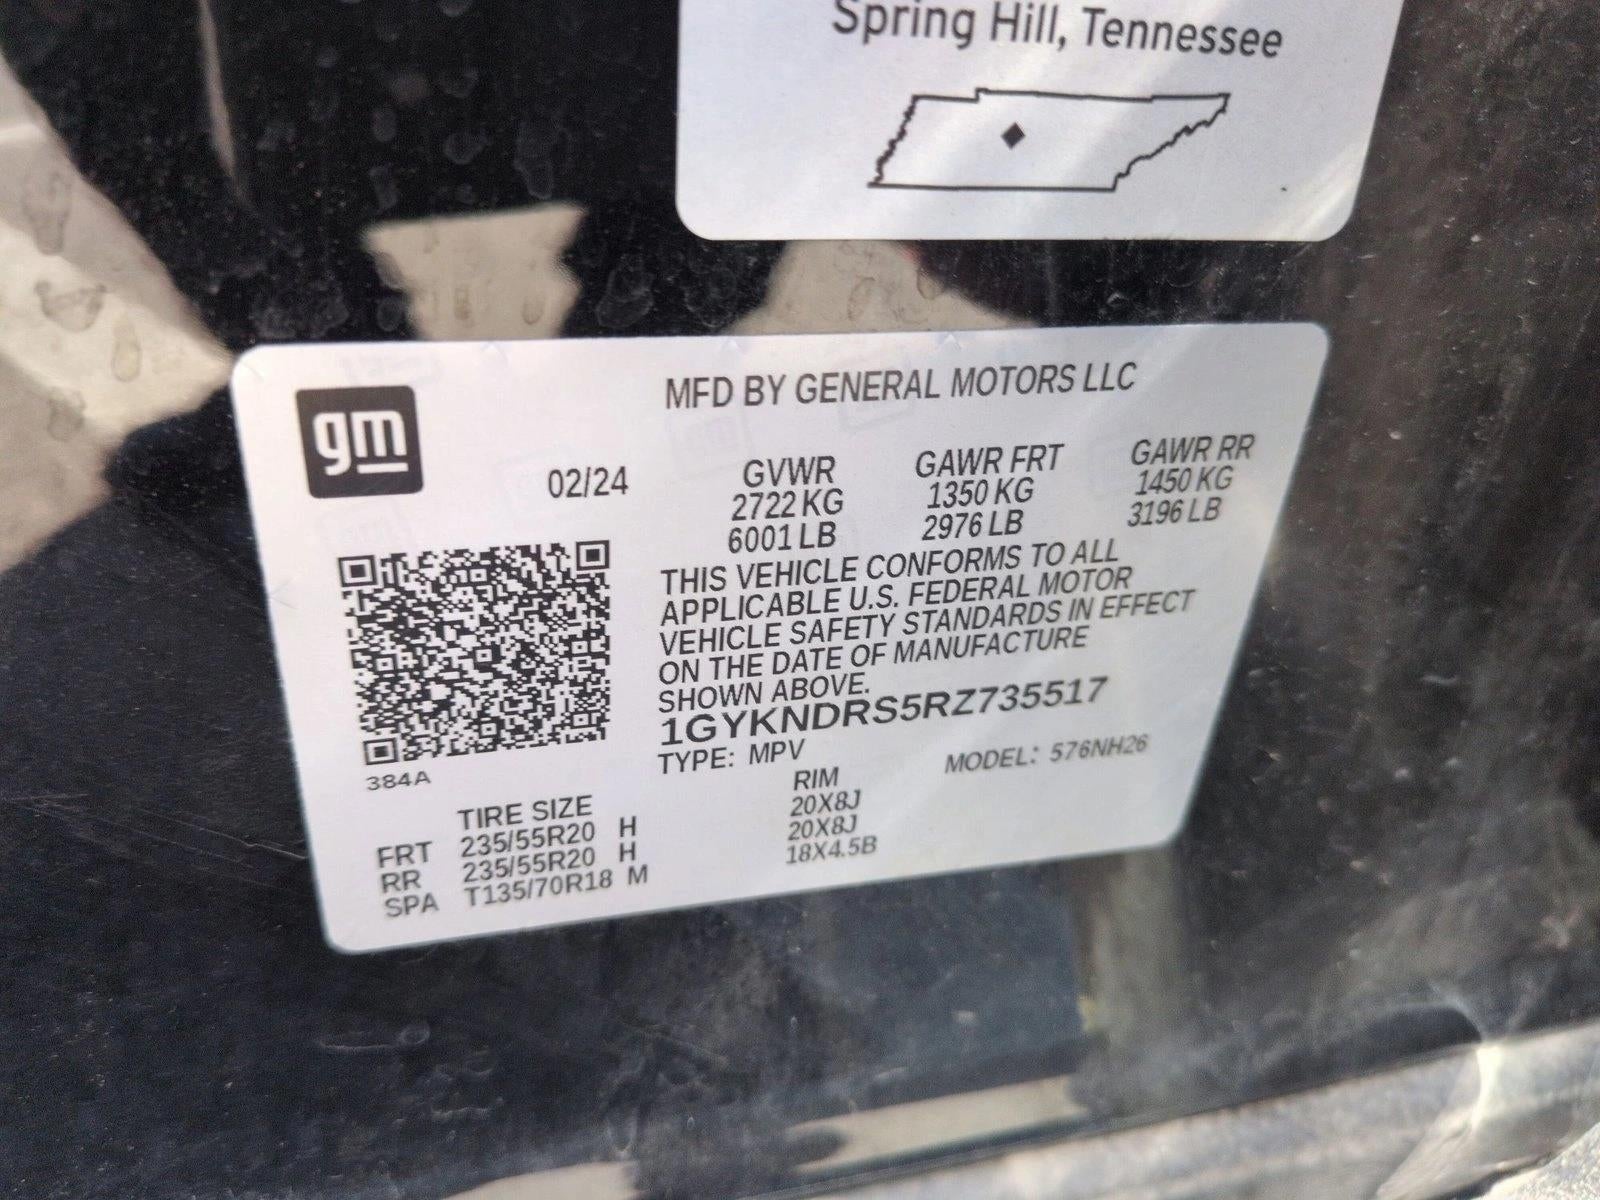 Spring Hill, Tennessee
gm
MFD BY GENERAL MOTORS LLC
02/24
GVWR GAWR FRT GAWR RR
2722 KG 1350 KG 1450 KG
6001 LB 2976 LB 3196 LB
THIS VEHICLE CONFORMS TO ALL
APPLICABLE U.S. FEDERAL MOTOR
VEHICLE SAFETY STANDARDS IN EFFECT
ON THE DATE OF MANUFACTURE
SHOWN ABOVE.
1GYKNDRS5RZ735517
TYPE: MPV MODEL: 576NH26
384A
TIRE SIZE RIM
FRT 235/55R20 H 20X8J
RR 235/55R20 H 20X8J
SPA T135/70R18 M 18X4.5B